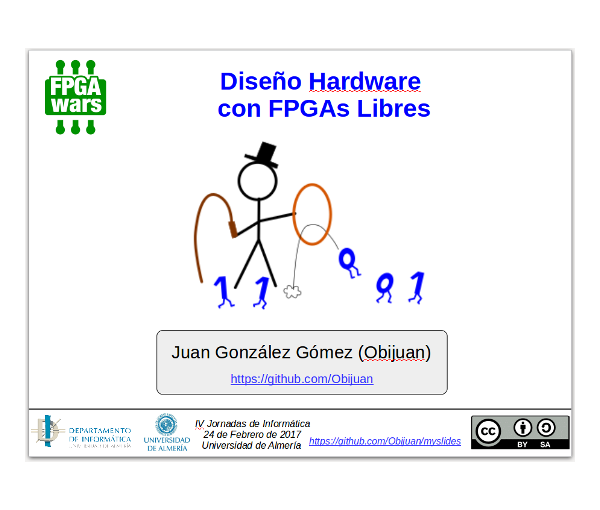 FPGA
wars
Diseño Hardware
con FPGAs Libres
1 1 0 0 1
Juan González Gómez (Obijuan)
https://github.com/Obijuan
DEPARTAMENTO
DE INFORMÁTICA
UNIVERSIDAD DE ALMERÍA
UNIVERSIDAD
DE ALMERÍA
IV Jornadas de Informática
24 de Febrero de 2017
Universidad de Almería
https://github.com/Obijuan/myslides
cc
BY SA